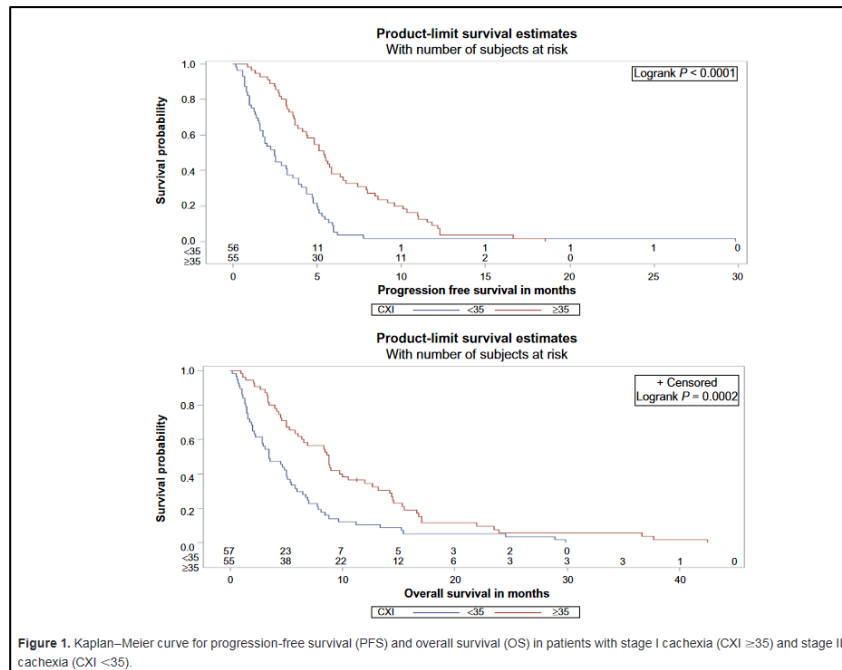 Product-limit survival estimates
With number of subjects at risk
Logrank P < 0.0001
Survival probability
1.0
0.8
0.6
0.4
0.2
0.0
<35 56 11 1 1 1 1 0
≥35 55 30 11 2 0
0 5 10 15 20 25 30
Progression free survival in months
CXI <35 ≥35
Product-limit survival estimates
With number of subjects at risk
+ Censored
Logrank P = 0.0002
Survival probability
1.0
0.8
0.6
0.4
0.2
0.0
<35 57 23 7 5 3 2 0
≥35 55 38 22 12 6 3 3 3 1 0
0 10 20 30 40
Overall survival in months
CXI <35 ≥35
Figure 1. Kaplan–Meier curve for progression-free survival (PFS) and overall survival (OS) in patients with stage I cachexia (CXI ≥35) and stage II
cachexia (CXI <35).